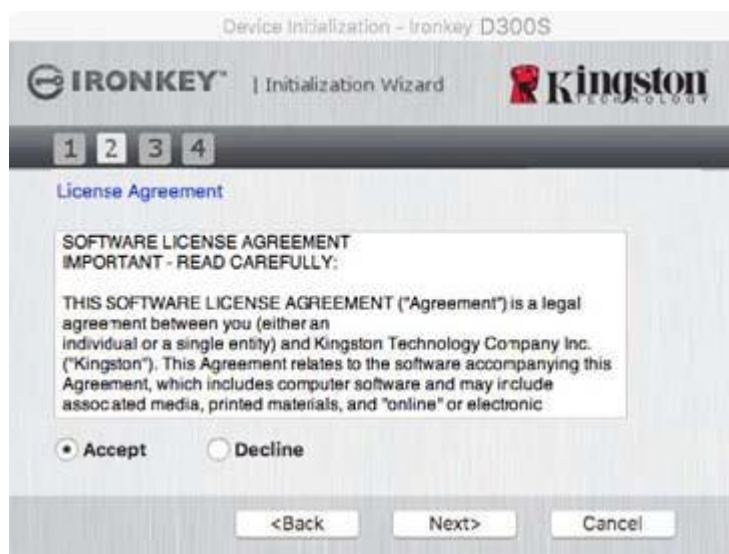 Device Initialization - Ironkey D300S
IRONKEY™ | Initialization Wizard
Kingston
TECHNOLOGY
1 2 3 4
License Agreement
SOFTWARE LICENSE AGREEMENT
IMPORTANT - READ CAREFULLY:
THIS SOFTWARE LICENSE AGREEMENT ("Agreement") is a legal
agreement between you (either an
individual or a single entity) and Kingston Technology Company Inc.
("Kingston"). This Agreement relates to the software accompanying this
Agreement, which includes computer software and may include
associated media, printed materials, and "online" or electronic
Accept Decline
<Back Next> Cancel